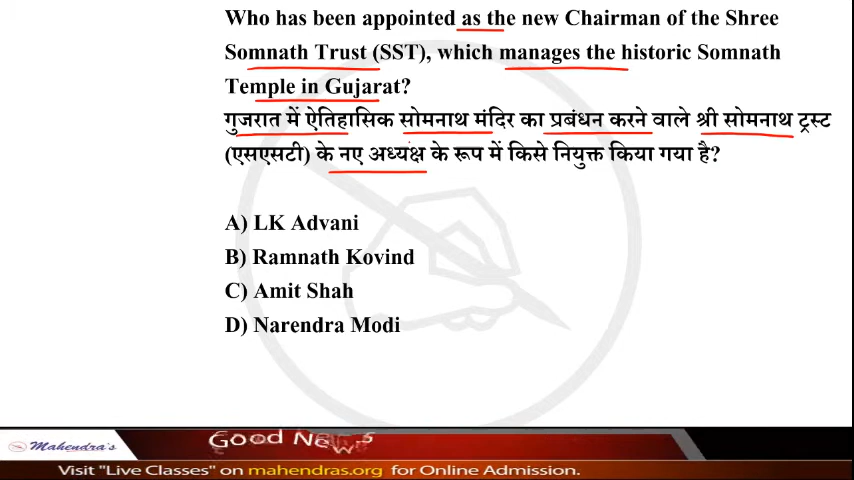 Who has been appointed as the new Chairman of the Shree
Somnath Trust (SST), which manages the historic Somnath
Temple in Gujarat?
गुजरात में ऐतिहासिक सोमनाथ मंदिर का प्रबंधन करने वाले श्री सोमनाथ ट्रस्ट
(एसएसटी) के नए अध्यक्ष के रूप में किसे नियुक्त किया गया है?
A) LK Advani
B) Ramnath Kovind
C) Amit Shah
D) Narendra Modi
Mahendra's
Good News
Visit "Live Classes" on mahendras.org for Online Admission.